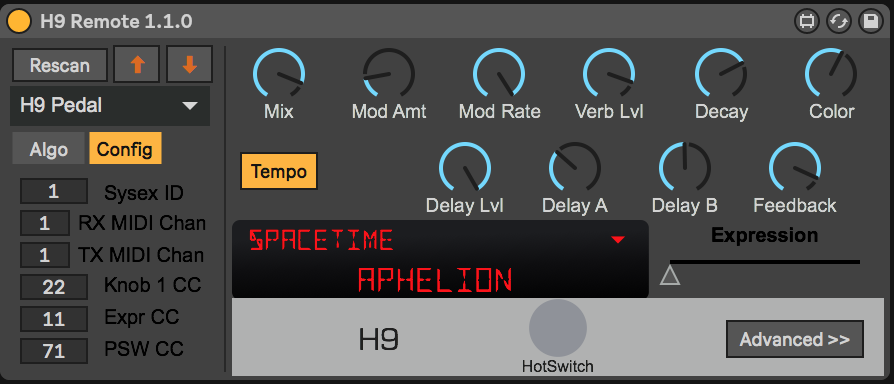 H9 Remote 1.1.0
Rescan
H9 Pedal
Algo Config
1 Sysex ID
1 RX MIDI Chan
1 TX MIDI Chan
22 Knob 1 CC
11 Expr CC
71 PSW CC
Mix Mod Amt Mod Rate Verb Lvl Decay Color
Tempo Delay Lvl Delay A Delay B Feedback
SPACETIME
APHELION
Expression
H9
HotSwitch
Advanced >>